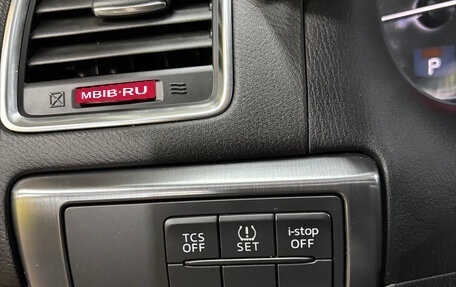 P
MBIB·RU
TCS OFF
SET
i-stop OFF